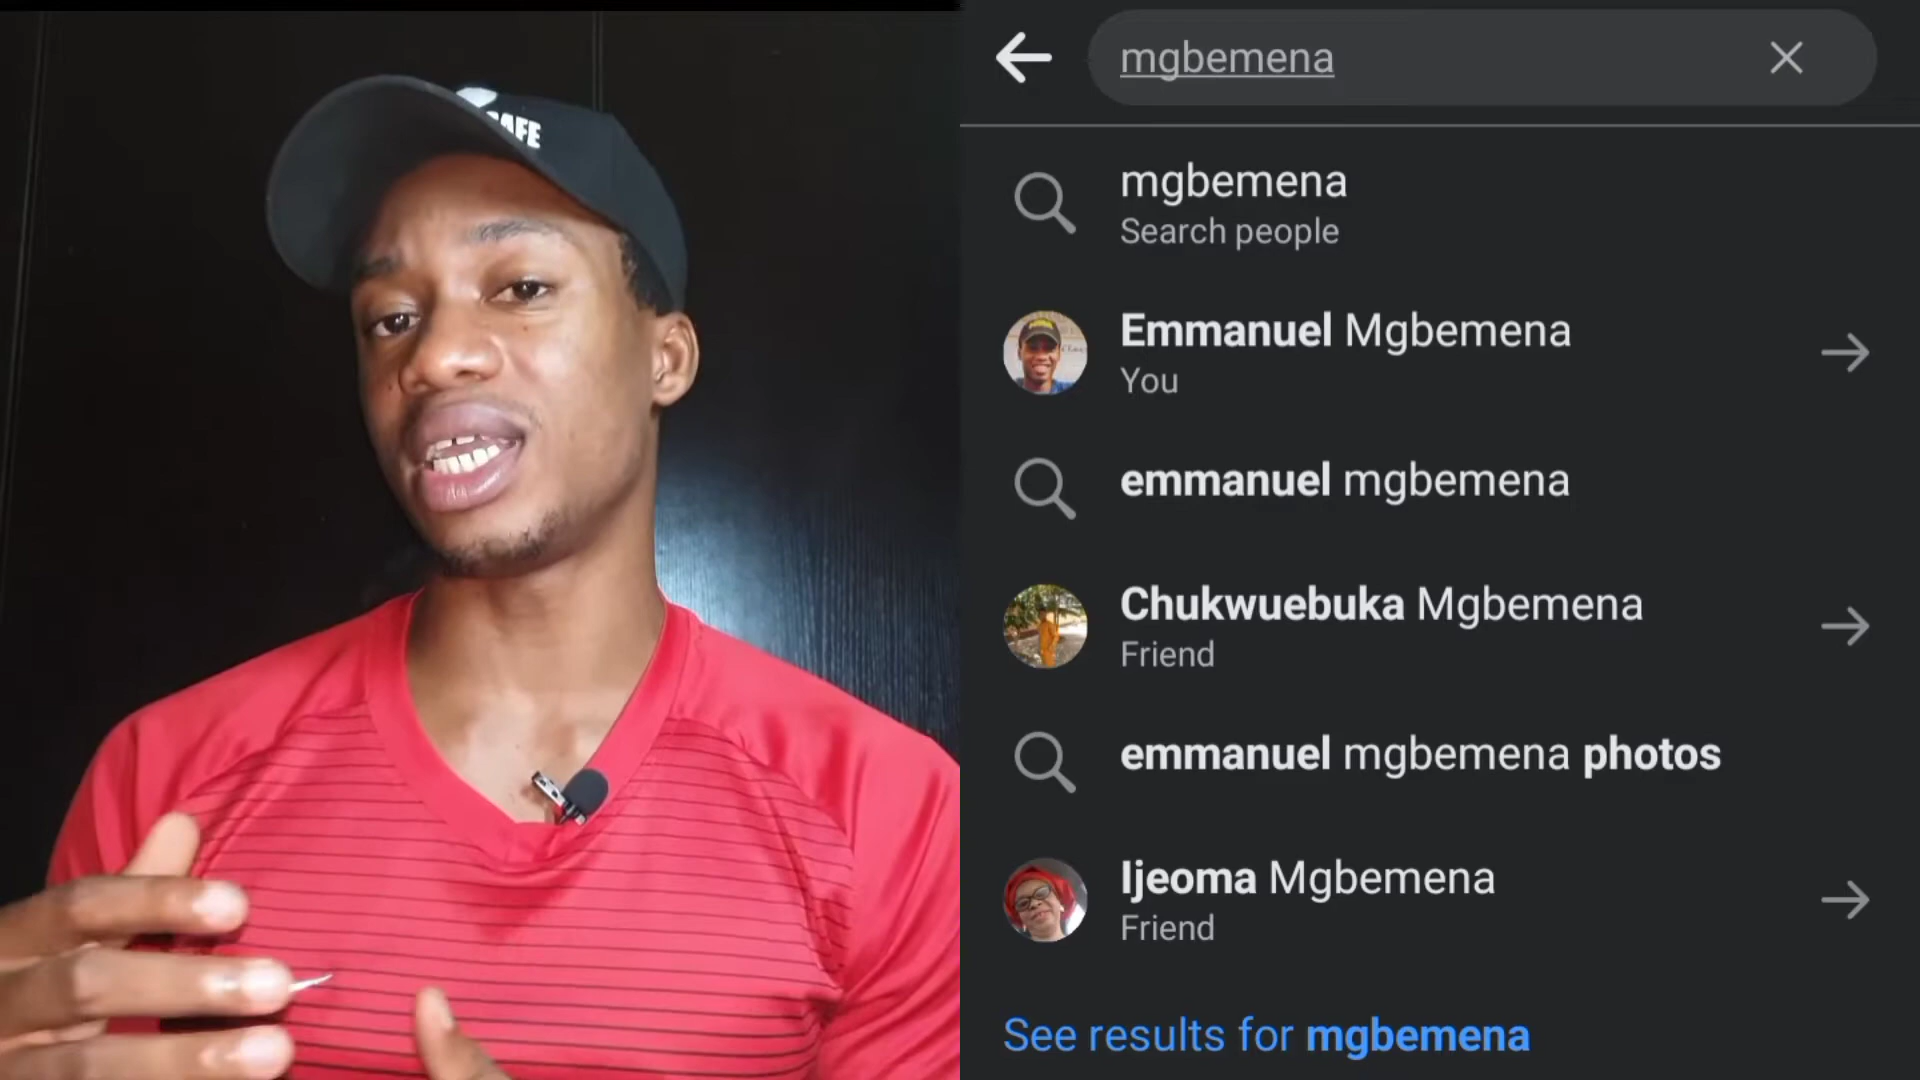 mgbemena
mgbemena
Search people
Emmanuel Mgbemena
You
emmanuel mgbemena
Chukwuebuka Mgbemena
Friend
emmanuel mgbemena photos
Ijeoma Mgbemena
Friend
See results for mgbemena